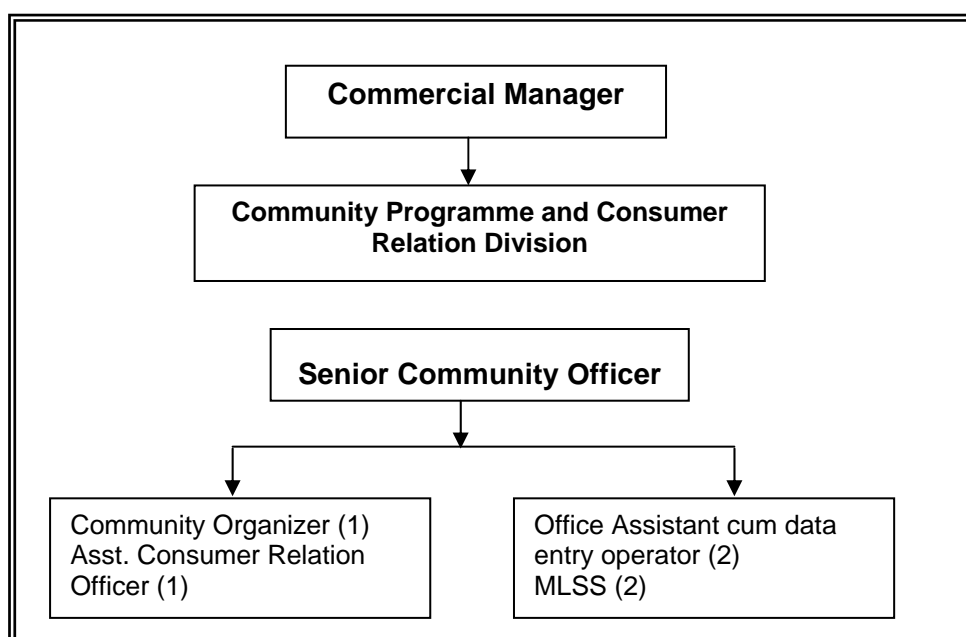 Commercial Manager
Community Programme and Consumer
Relation Division
Senior Community Officer
Community Organizer (1)
Asst. Consumer Relation
Officer (1)
Office Assistant cum data
entry operator (2)
MLSS (2)